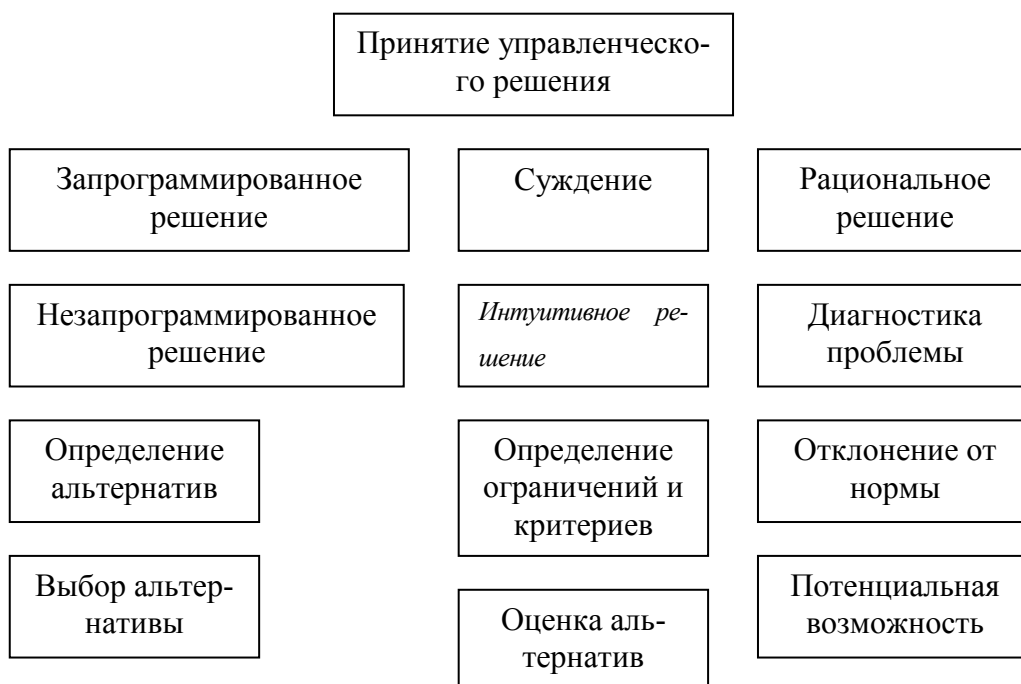 Принятие управленческо-
го решения
Запрограммированное
решение
Суждение
Рациональное
решение
Незапрограммированное
решение
Интуитивное ре-
шение
Диагностика
проблемы
Определение
альтернатив
Определение
ограничений и
критериев
Отклонение от
нормы
Выбор альтер-
нативы
Оценка аль-
тернатив
Потенциальная
возможность